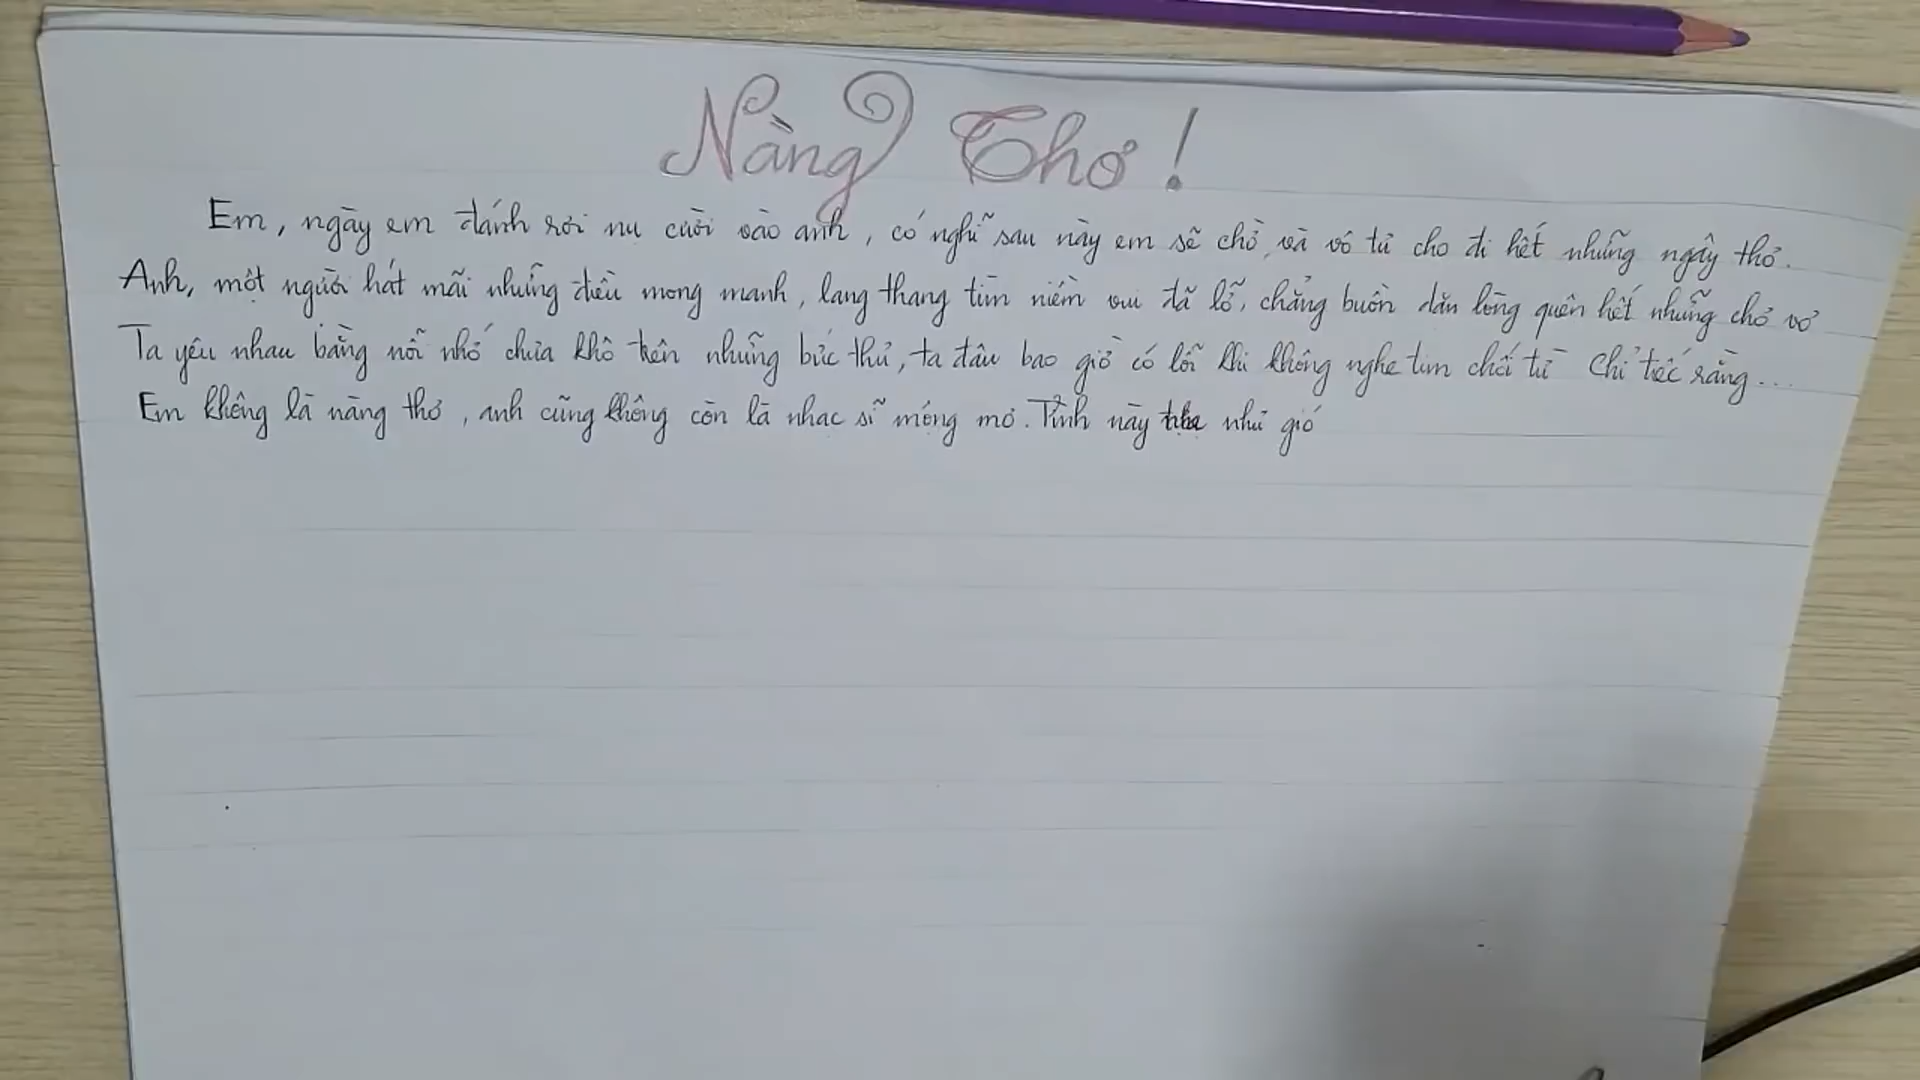 Nàng Thơ!
Em, ngày em đánh rơi nụ cười vào anh, có nghĩ sau này em sẽ chờ, và vô tư cho đi hết những ngây thơ.
Anh, một người hát mãi những điều mong manh, lang thang tìm niềm vui đã lỡ, chẳng buồn dặn lòng quên hết những chơ vơ
Ta yêu nhau bằng nỗi nhớ chưa khô trên những bức thư, ta đâu bao giờ có lỗi khi không nghe tim chối từ Chỉ tiếc rằng...
Em không là nàng thơ, anh cũng không còn là nhạc sĩ mộng mơ. Tình này như gió